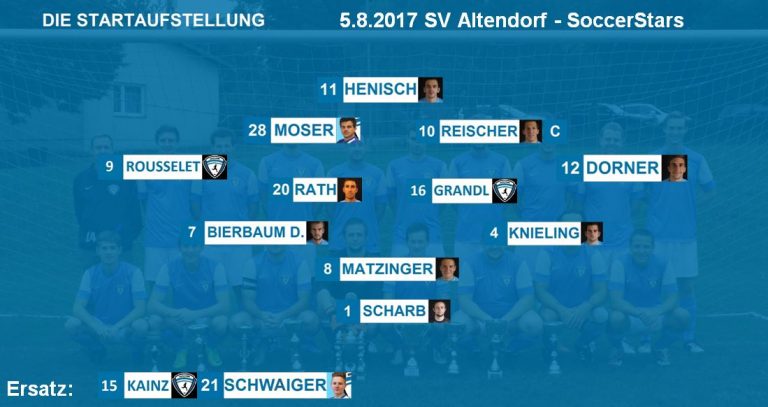 DIE STARTAUFSTELLUNG 5.8.2017 SV Altendorf - SoccerStars
11 HENISCH
28 MOSER 10 REISCHER C
9 ROUSSELET 12 DORNER
20 RATH 16 GRANDL
7 BIERBAUM D. 4 KNIELING
8 MATZINGER
1 SCHARB
Ersatz: 15 KAINZ 21 SCHWAIGER